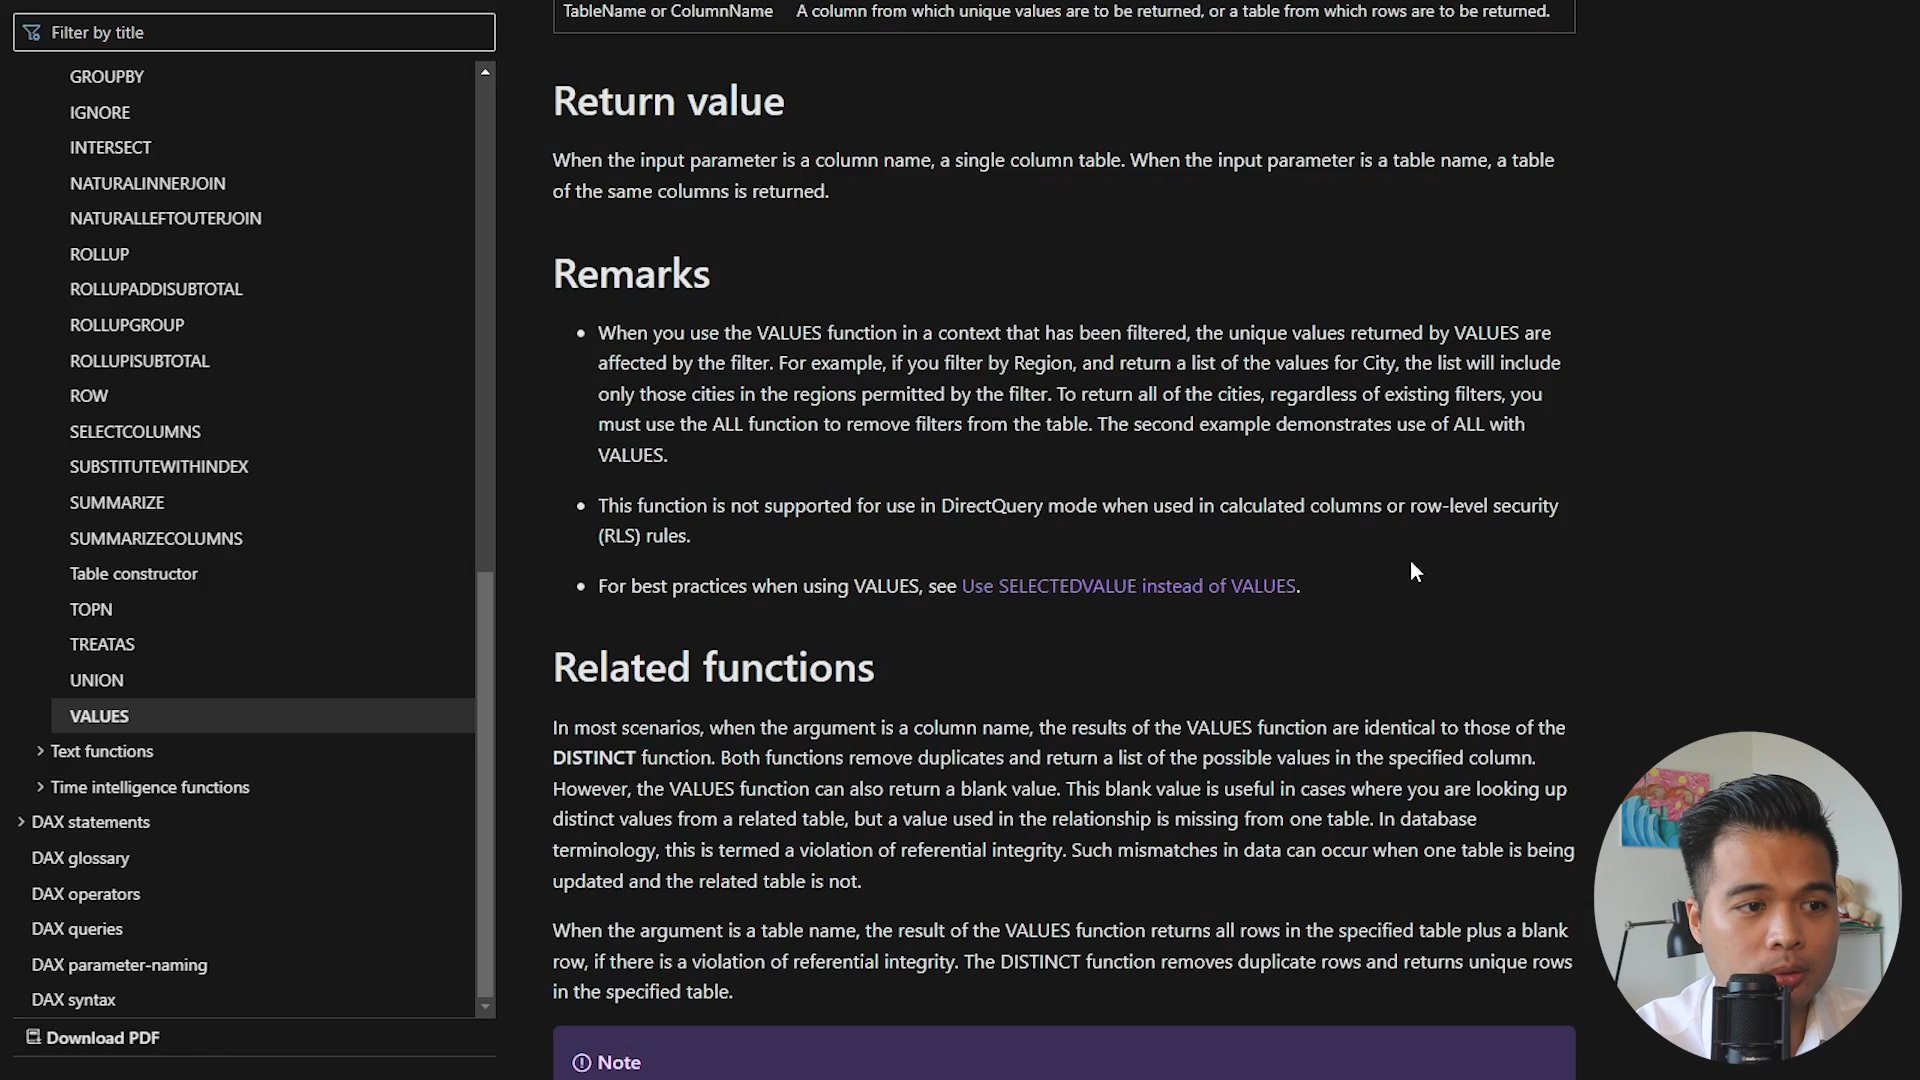 Filter by title
GROUPBY
IGNORE
INTERSECT
NATURALINNERJOIN
NATURALLEFTOUTERJOIN
ROLLUP
ROLLUPADDISUBTOTAL
ROLLUPGROUP
ROLLUPISUBTOTAL
ROW
SELECTCOLUMNS
SUBSTITUTEWITHINDEX
SUMMARIZE
SUMMARIZECOLUMNS
Table constructor
TOPN
TREATAS
UNION
VALUES
Text functions
Time intelligence functions
DAX statements
DAX glossary
DAX operators
DAX queries
DAX parameter-naming
DAX syntax
Download PDF
TableName or ColumnName A column from which unique values are to be returned, or a table from which rows are to be returned.
Return value
When the input parameter is a column name, a single column table. When the input parameter is a table name, a table
of the same columns is returned.
Remarks
• When you use the VALUES function in a context that has been filtered, the unique values returned by VALUES are
affected by the filter. For example, if you filter by Region, and return a list of the values for City, the list will include
only those cities in the regions permitted by the filter. To return all of the cities, regardless of existing filters, you
must use the ALL function to remove filters from the table. The second example demonstrates use of ALL with
VALUES.
• This function is not supported for use in DirectQuery mode when used in calculated columns or row-level security
(RLS) rules.
• For best practices when using VALUES, see Use SELECTEDVALUE instead of VALUES.
Related functions
In most scenarios, when the argument is a column name, the results of the VALUES function are identical to those of the
DISTINCT function. Both functions remove duplicates and return a list of the possible values in the specified column.
However, the VALUES function can also return a blank value. This blank value is useful in cases where you are looking up
distinct values from a related table, but a value used in the relationship is missing from one table. In database
terminology, this is termed a violation of referential integrity. Such mismatches in data can occur when one table is being
updated and the related table is not.
When the argument is a table name, the result of the VALUES function returns all rows in the specified table plus a blank
row, if there is a violation of referential integrity. The DISTINCT function removes duplicate rows and returns unique rows
in the specified table.
Note